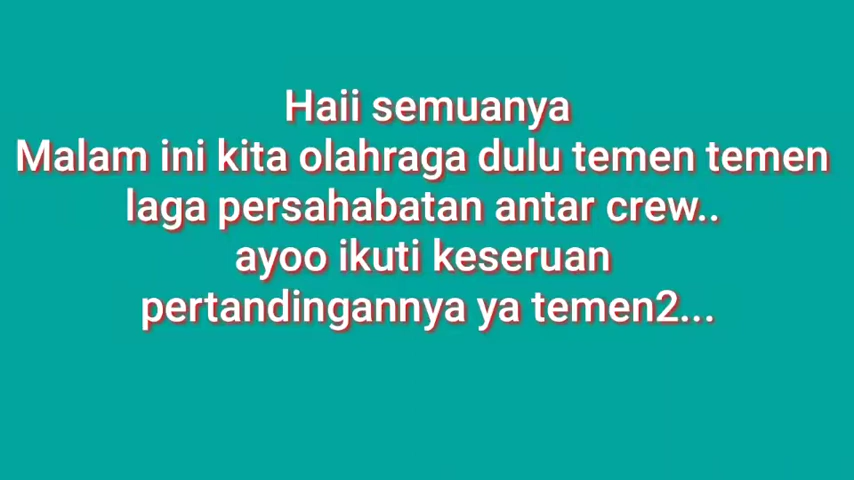 Haii semuanya
Malam ini kita olahraga dulu temen temen
laga persahabatan antar crew..
ayoo ikuti keseruan
pertandingannya ya temen2...